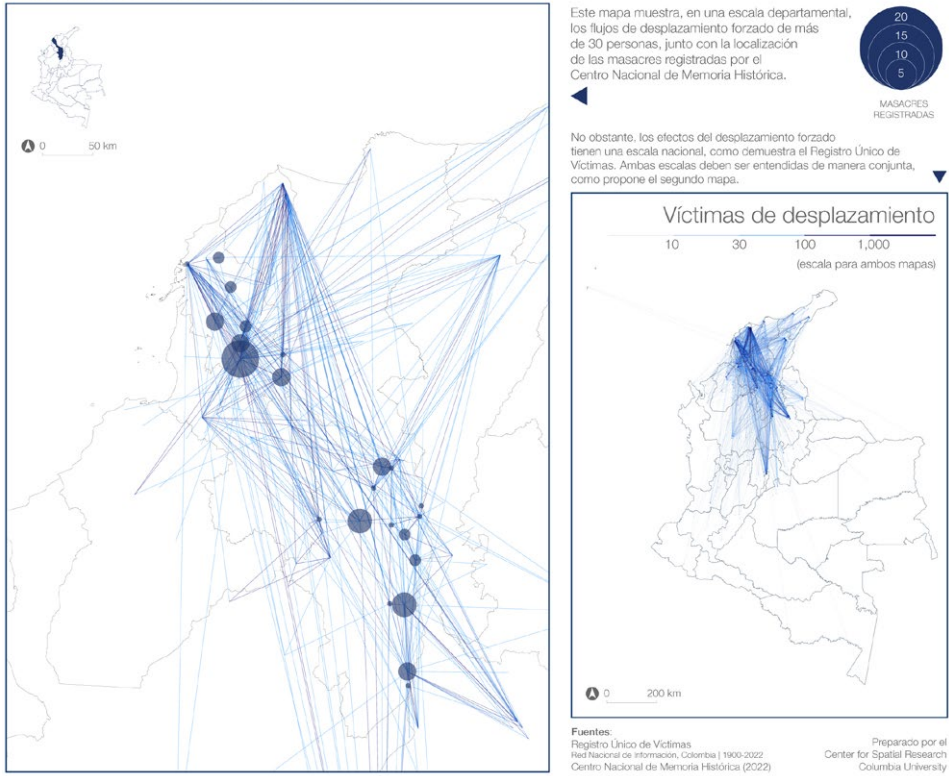 0 50 km
Este mapa muestra, en una escala departamental,
los flujos de desplazamiento forzado de más
de 30 personas, junto con la localización
de las masacres registradas por el
Centro Nacional de Memoria Histórica.
20
15
10
5
MASACRES
REGISTRADAS
No obstante, los efectos del desplazamiento forzado
tienen una escala nacional, como demuestra el Registro Único de
Víctimas. Ambas escalas deben ser entendidas de manera conjunta,
como propone el segundo mapa.
Víctimas de desplazamiento
10 30 100 1,000
(escala para ambos mapas)
0 200 km
Fuentes:
Registro Único de Víctimas
Red Nacional de Información, Colombia | 1900-2022
Centro Nacional de Memoria Histórica (2022)
Preparado por el
Center for Spatial Research
Columbia University